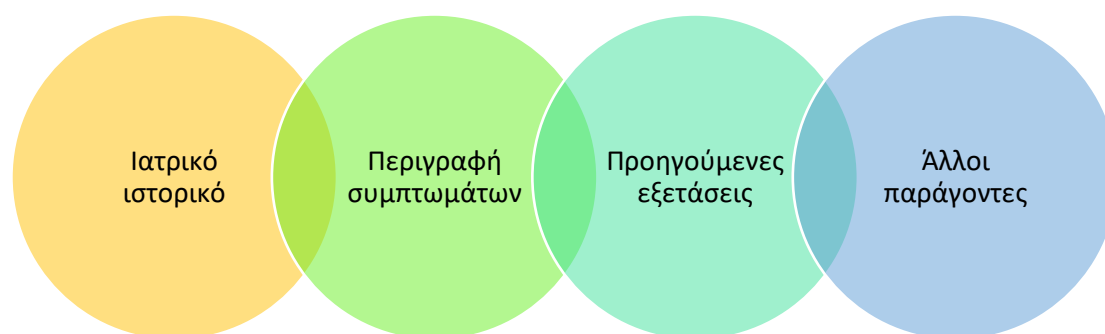 Ιατρικό
ιστορικό
Περιγραφή
συμπτωμάτων
Προηγούμενες
εξετάσεις
Άλλοι
παράγοντες